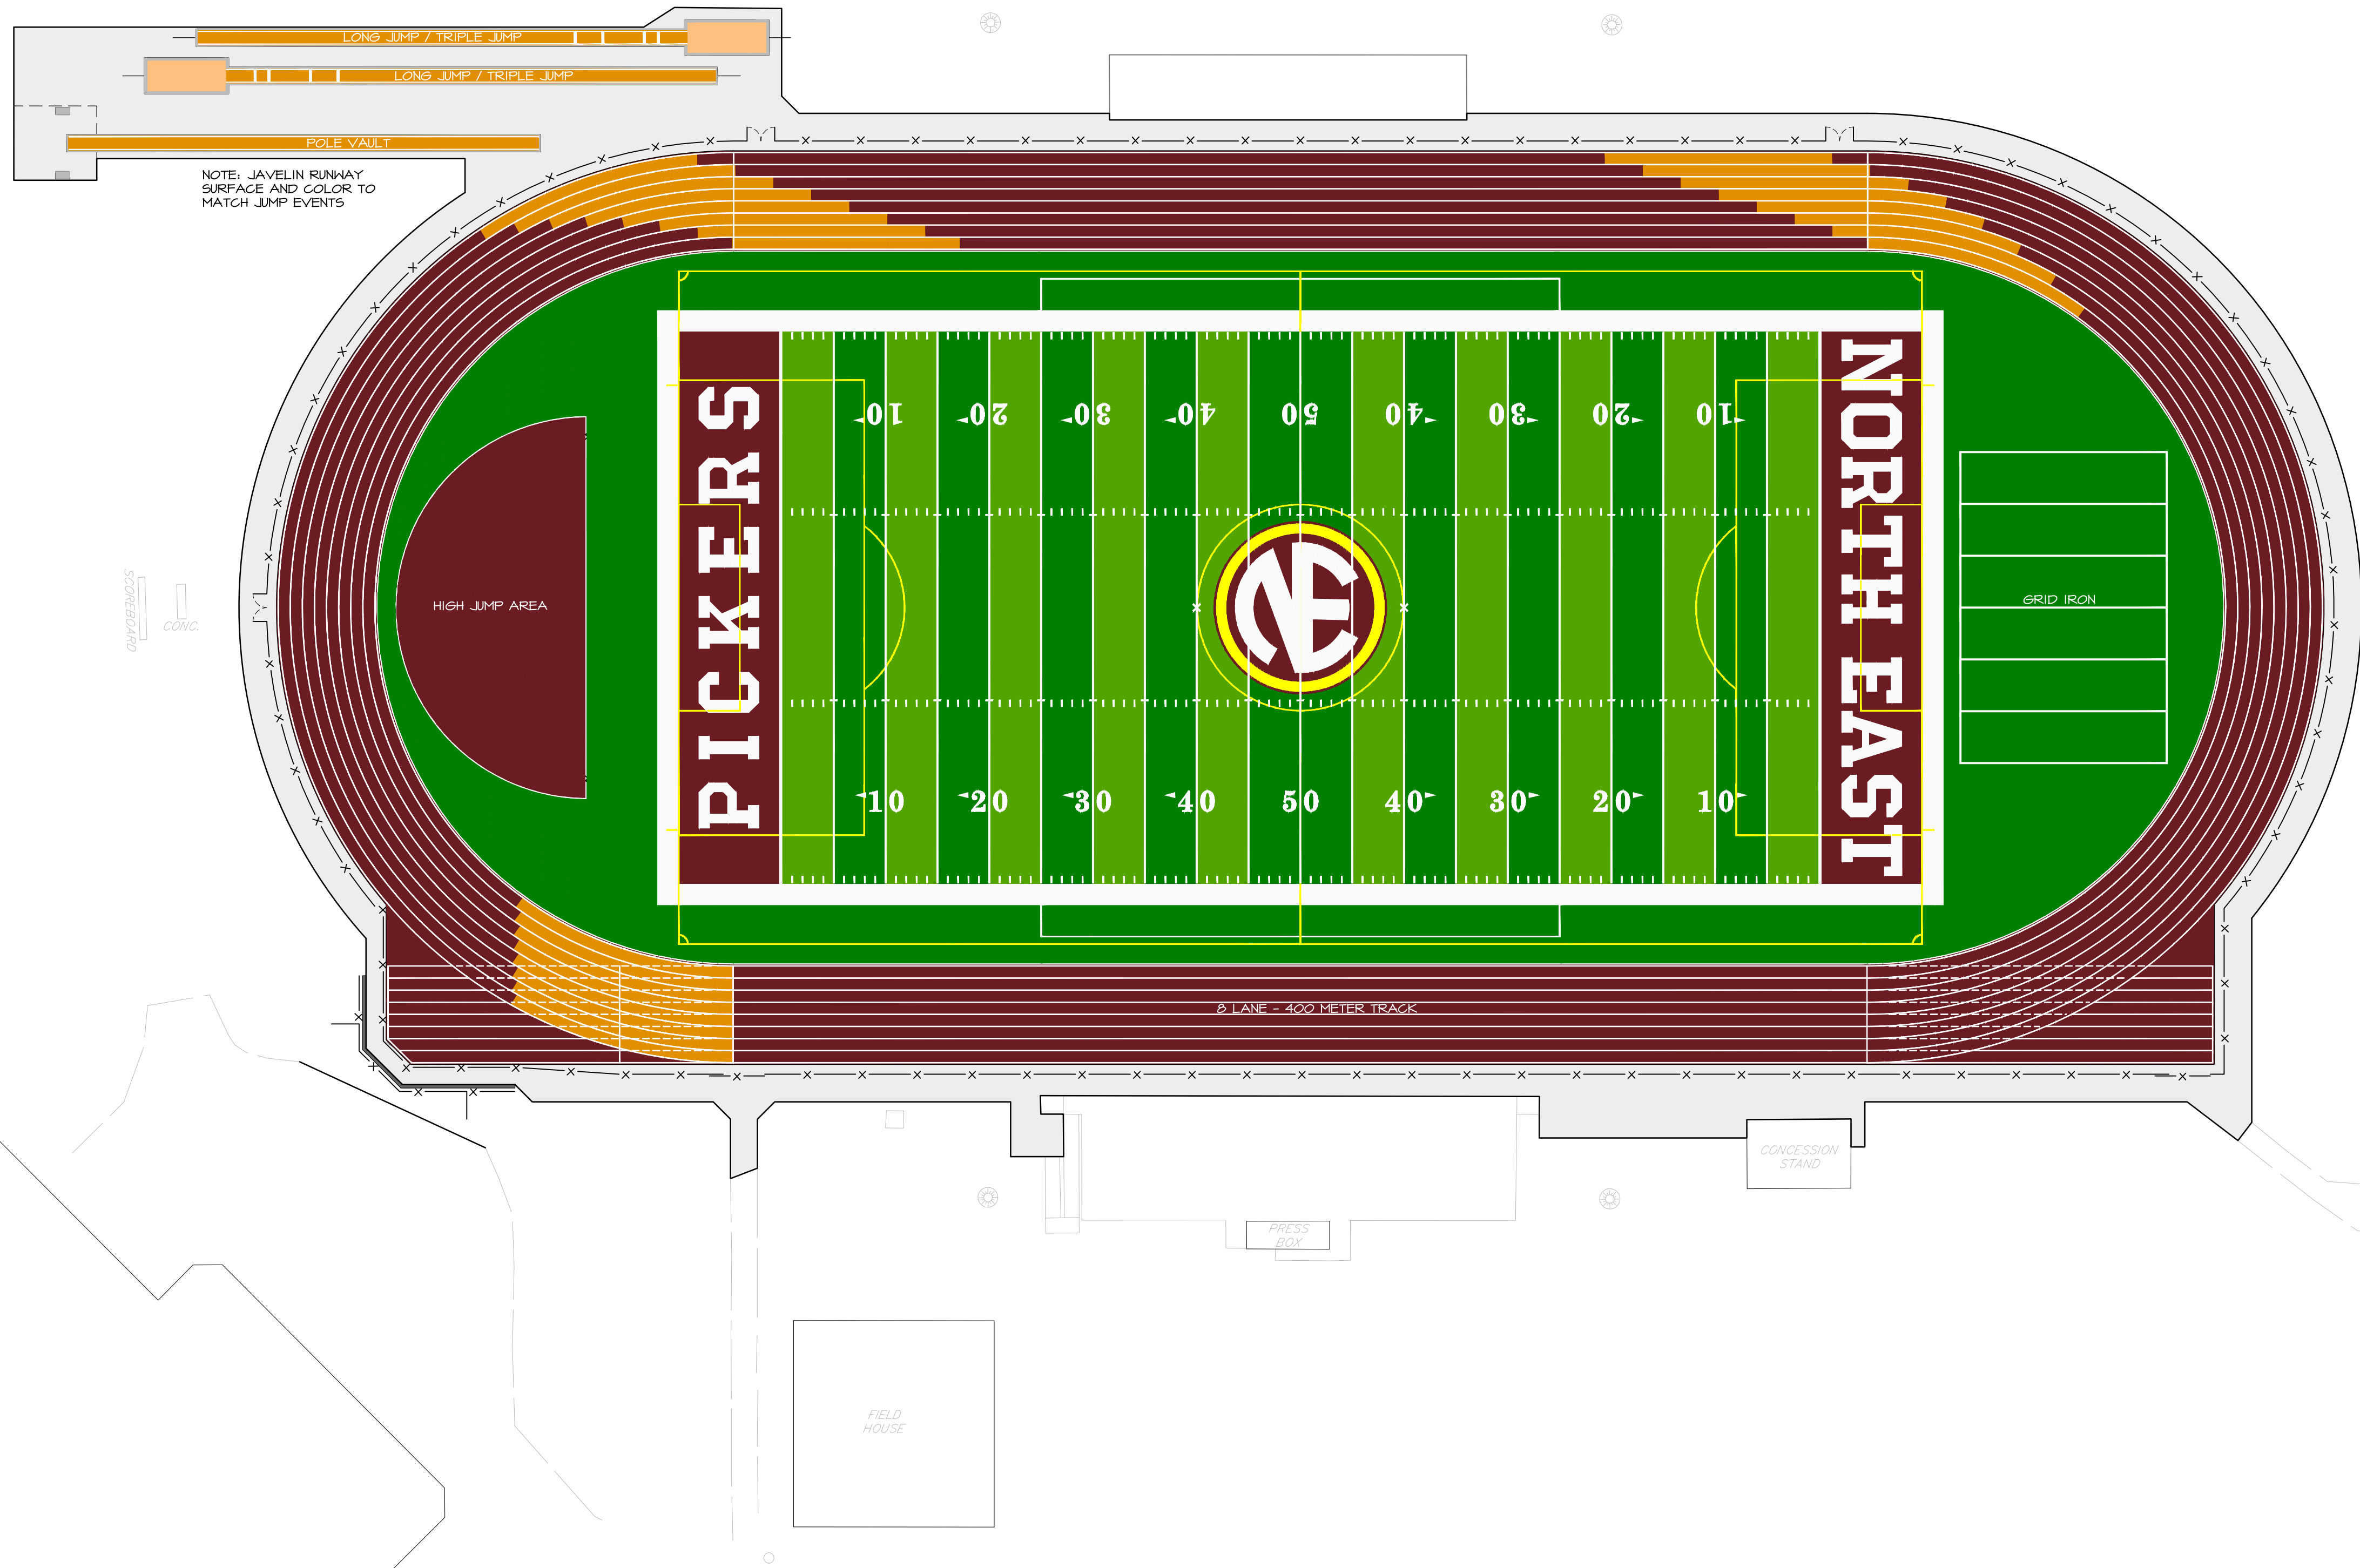 LONG JUMP / TRIPLE JUMP
LONG JUMP / TRIPLE JUMP
POLE VAULT
NOTE: JAVELIN RUNWAY
SURFACE AND COLOR TO
MATCH JUMP EVENTS
10 20 30 40 50 40 30 20 10
SCOREBOARD
CONC.
HIGH JUMP AREA
PICKERS
NE
NORTH EAST
GRID IRON
10 20 30 40 50 40 30 20 10
8 LANE - 400 METER TRACK
CONCESSION
STAND
PRESS
BOX
FIELD
HOUSE